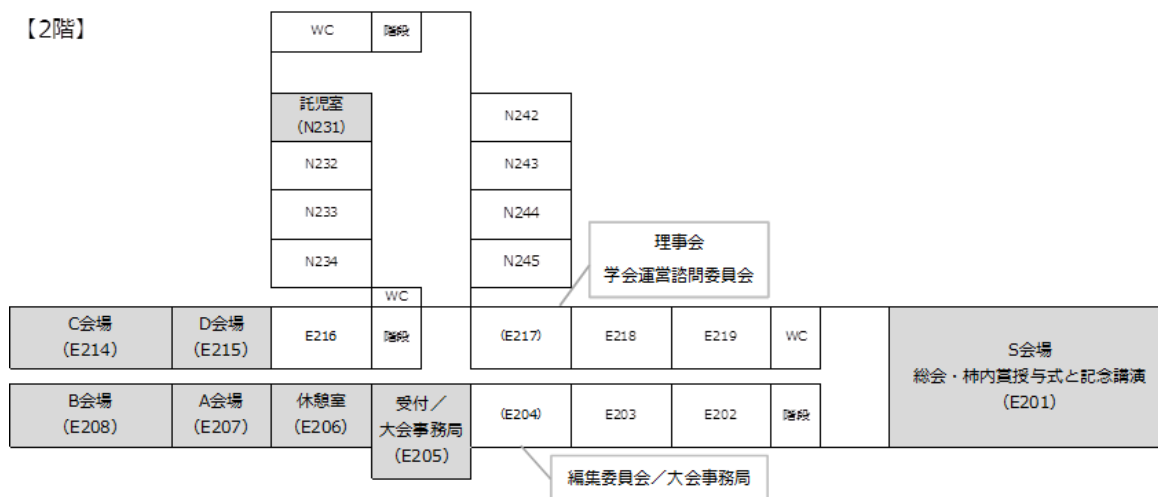 【2階】
WC
階段
託児室
(N231)
N242
N232
N243
N233
N244
N234
N245
理事会
学会運営諮問委員会
WC
C会場
(E214)
D会場
(E215)
E216
階段
(E217)
E218
E219
WC
S会場
総会・柿内賞授与式と記念講演
(E201)
B会場
(E208)
A会場
(E207)
休憩室
(E206)
受付／
大会事務局
(E205)
(E204)
E203
E202
階段
編集委員会／大会事務局